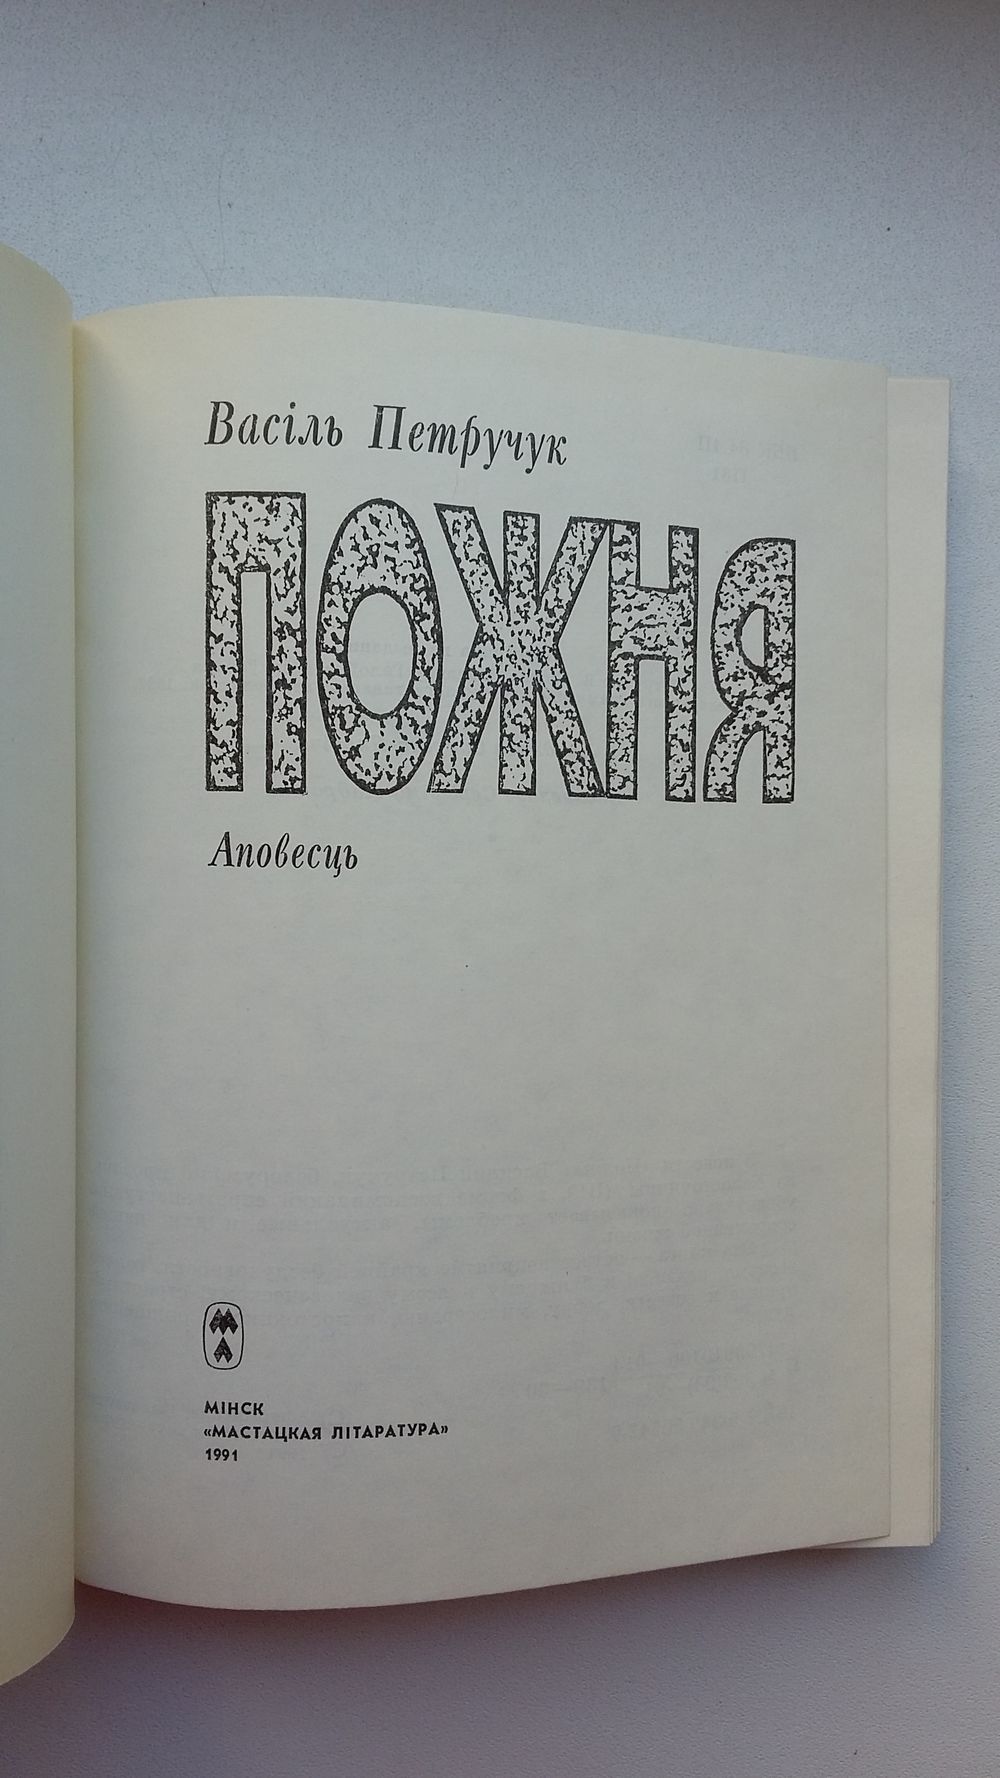 Васіль Петручук
ПОЖНЯ
Аповесць
МІНСК
«МАСТАЦКАЯ ЛІТАРАТУРА»
1991